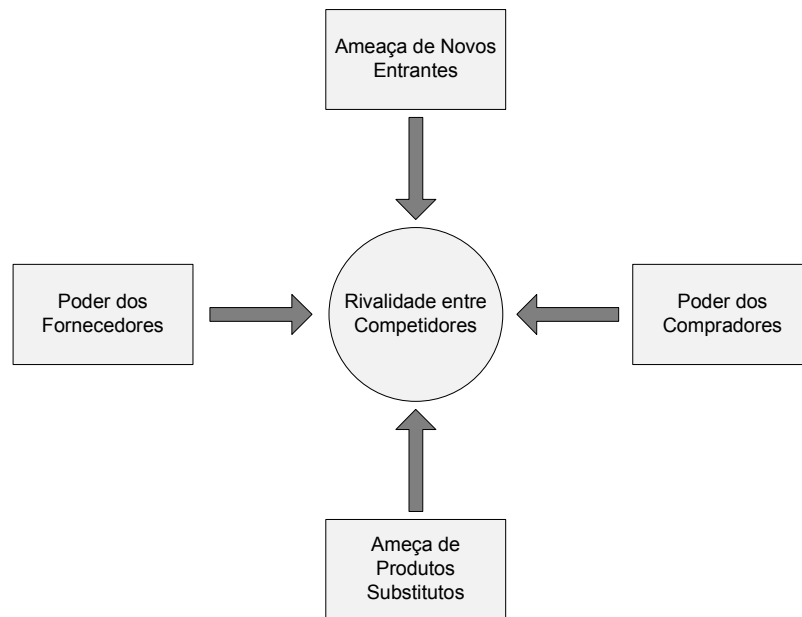 Ameaça de Novos
Entrantes
Poder dos
Fornecedores
Rivalidade entre
Competidores
Poder dos
Compradores
Ameça de
Produtos
Substitutos